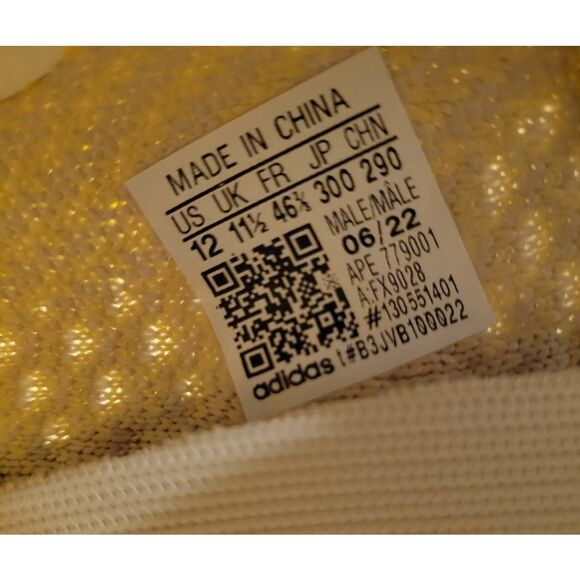 MADE IN CHINA
US UK FR JP CHN
12 11½ 46⅔ 300 290
MALE/MÂLE
06/22
APE 779001
A.FX9028
#130551401
adidas t#B3JVB100022